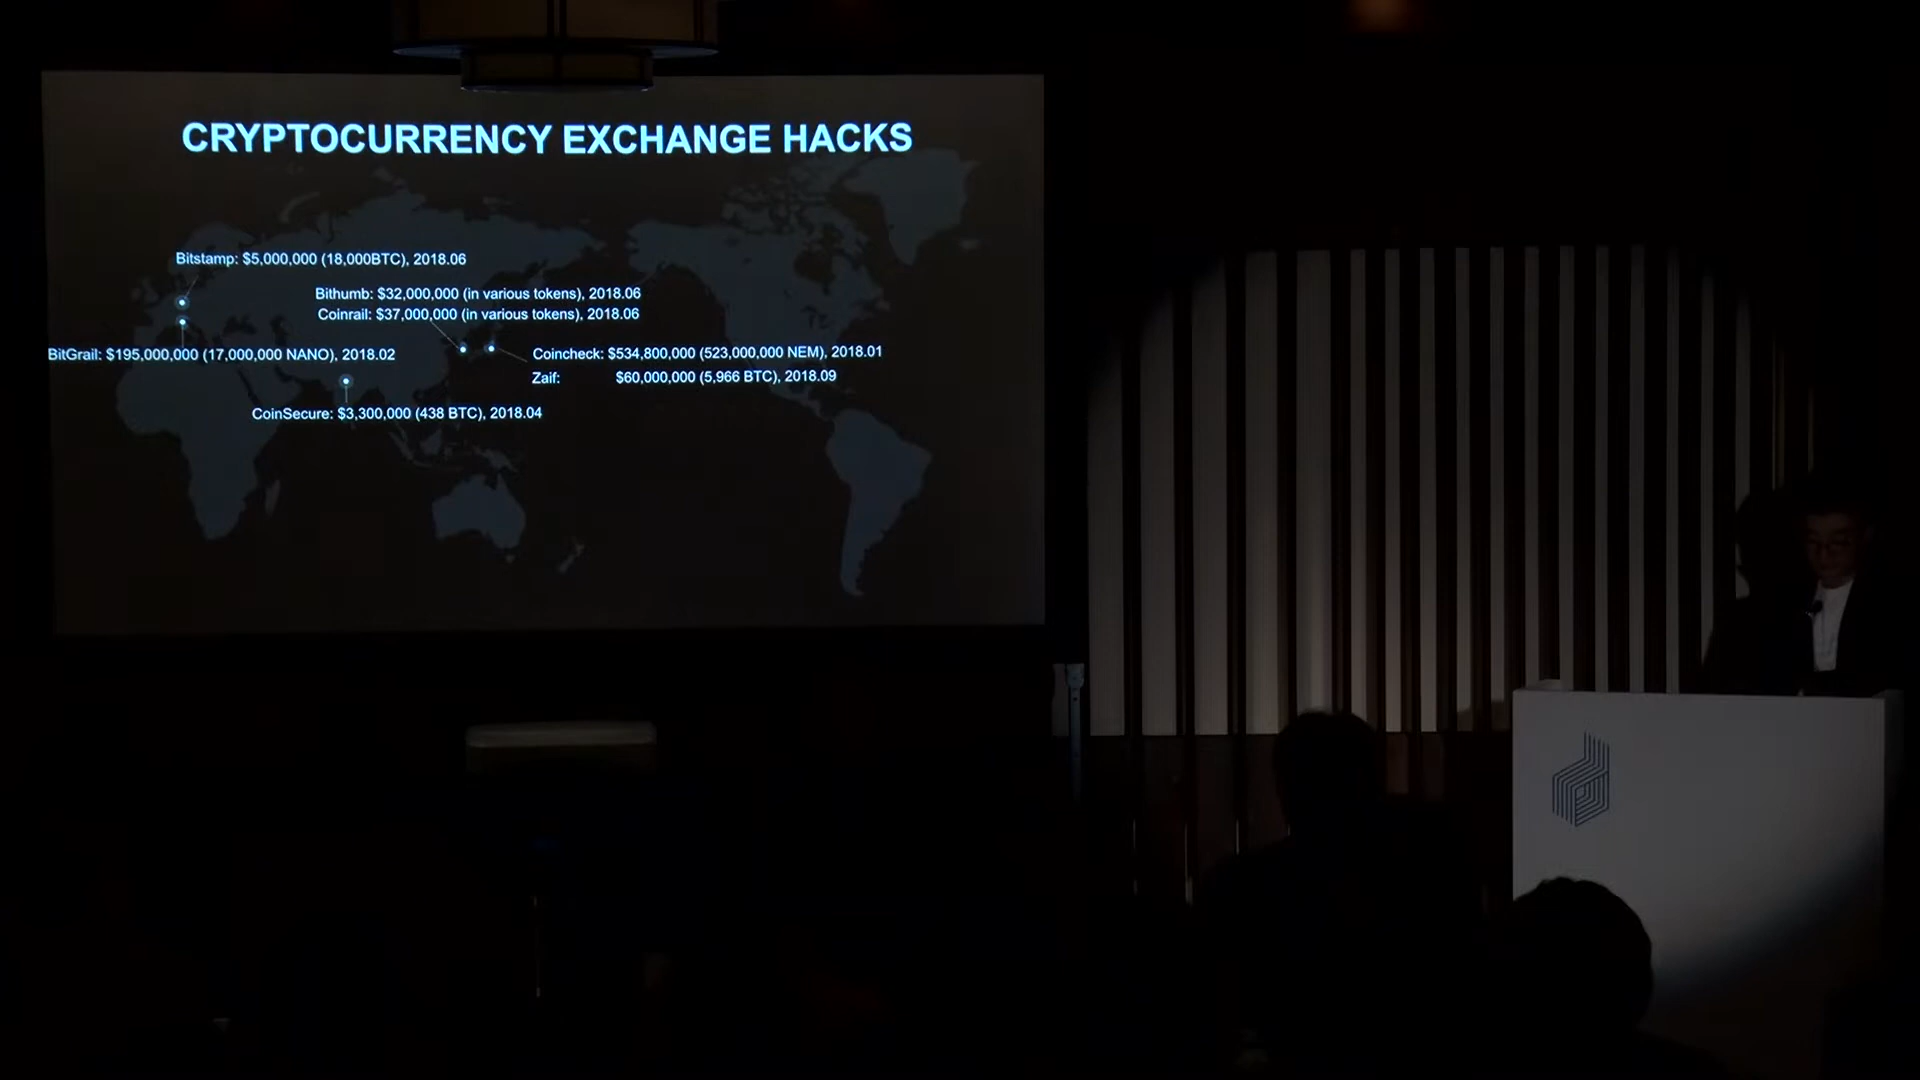 CRYPTOCURRENCY EXCHANGE HACKS
Bitstamp: $5,000,000 (18,000BTC), 2018.06
Bithumb: $32,000,000 (in various tokens), 2018.06
Coinrail: $37,000,000 (in various tokens), 2018.06
BitGrail: $195,000,000 (17,000,000 NANO), 2018.02
Coincheck: $534,800,000 (523,000,000 NEM), 2018.01
Zaif: $60,000,000 (5,966 BTC), 2018.09
CoinSecure: $3,300,000 (438 BTC), 2018.04